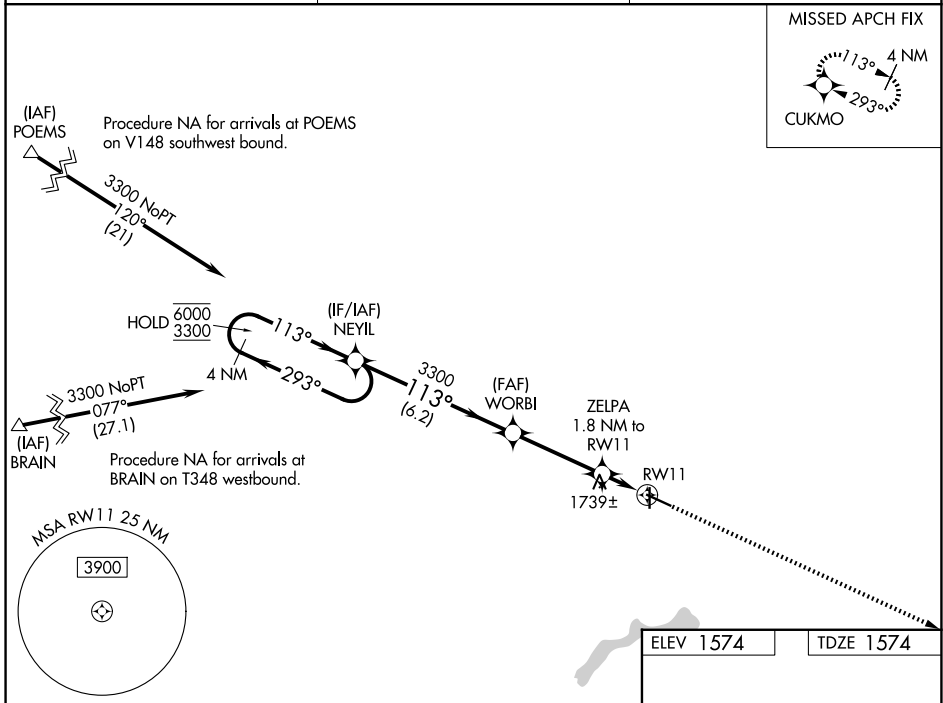 MISSED APCH FIX
113°
4 NM
293°
CUKMO
(IAF)
POEMS
Procedure NA for arrivals at POEMS
on V148 southwest bound.
3300 NoPT
120°
(21)
HOLD
6000
3300
113°
4 NM
293°
(IF/IAF)
NEYIL
3300
113°
(6.2)
(FAF)
WORBI
ZELPA
1.8 NM to
RW11
RW11
1739±
3300 NoPT
077°
(27.1)
(IAF)
BRAIN
Procedure NA for arrivals at
BRAIN on T348 westbound.
MSA RW11 25 NM
3900
ELEV 1574
TDZE 1574